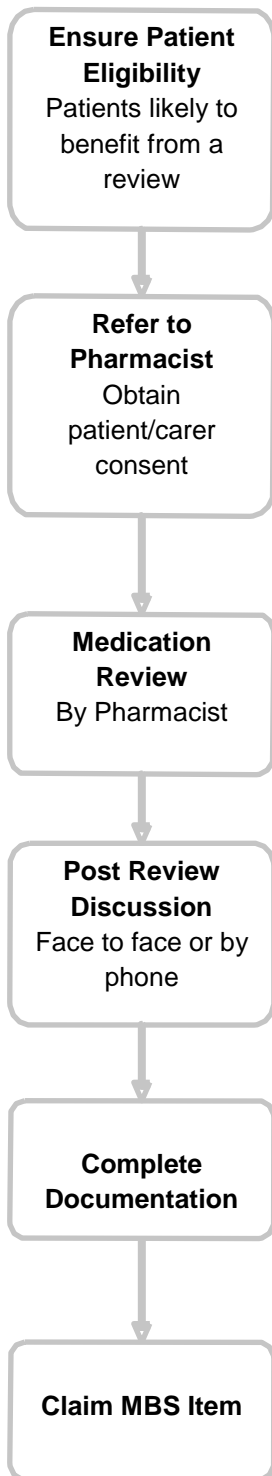 Ensure Patient
Eligibility
Patients likely to
benefit from a
review
Refer to
Pharmacist
Obtain
patient/carer
consent
Medication
Review
By Pharmacist
Post Review
Discussion
Face to face or by
phone
Complete
Documentation
Claim MBS Item